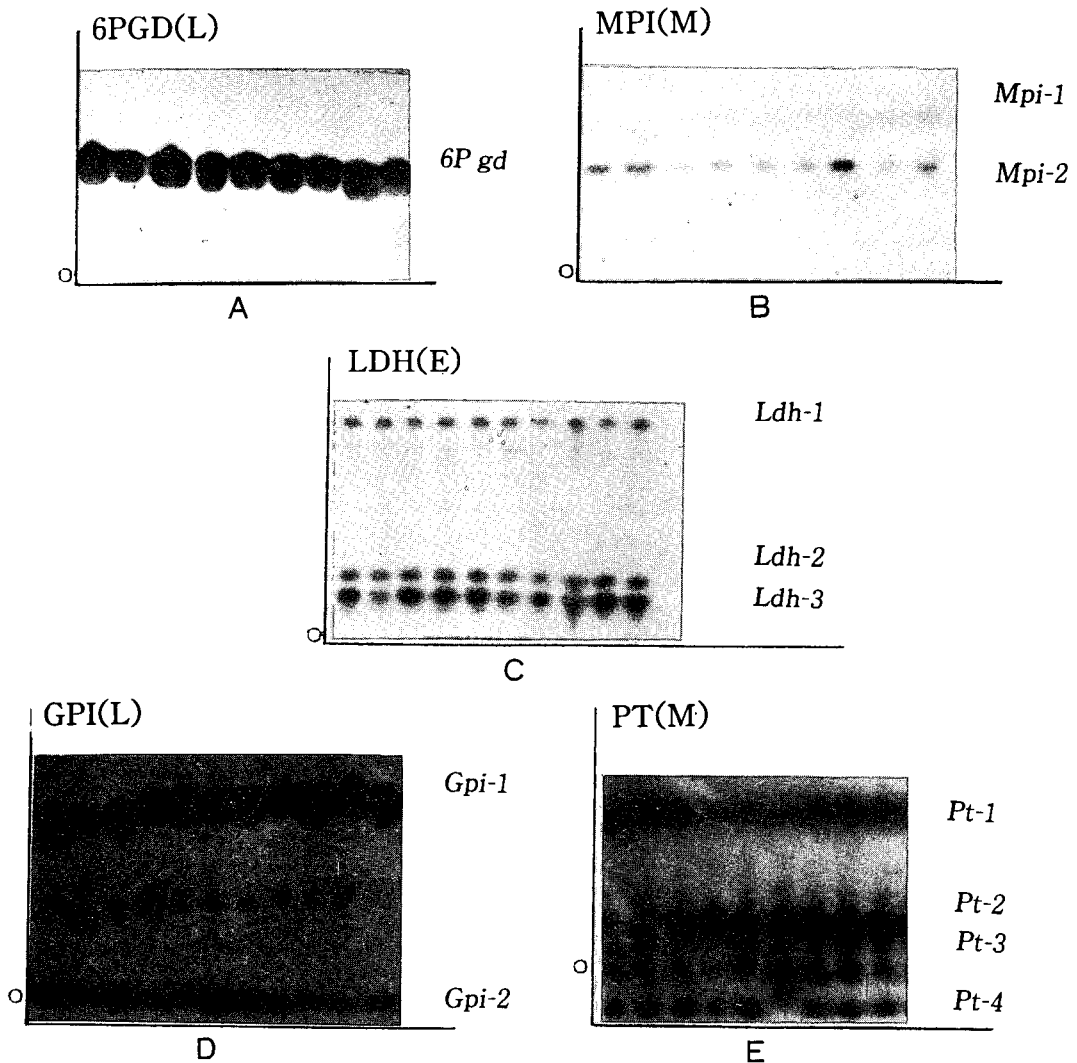 6PGD(L)
6P gd
O
A
MPI(M)
Mpi-1
Mpi-2
O
B
LDH(E)
Ldh-1
Ldh-2
Ldh-3
O
C
GPI(L)
Gpi-1
O
Gpi-2
D
PT(M)
Pt-1
Pt-2
Pt-3
O
Pt-4
E